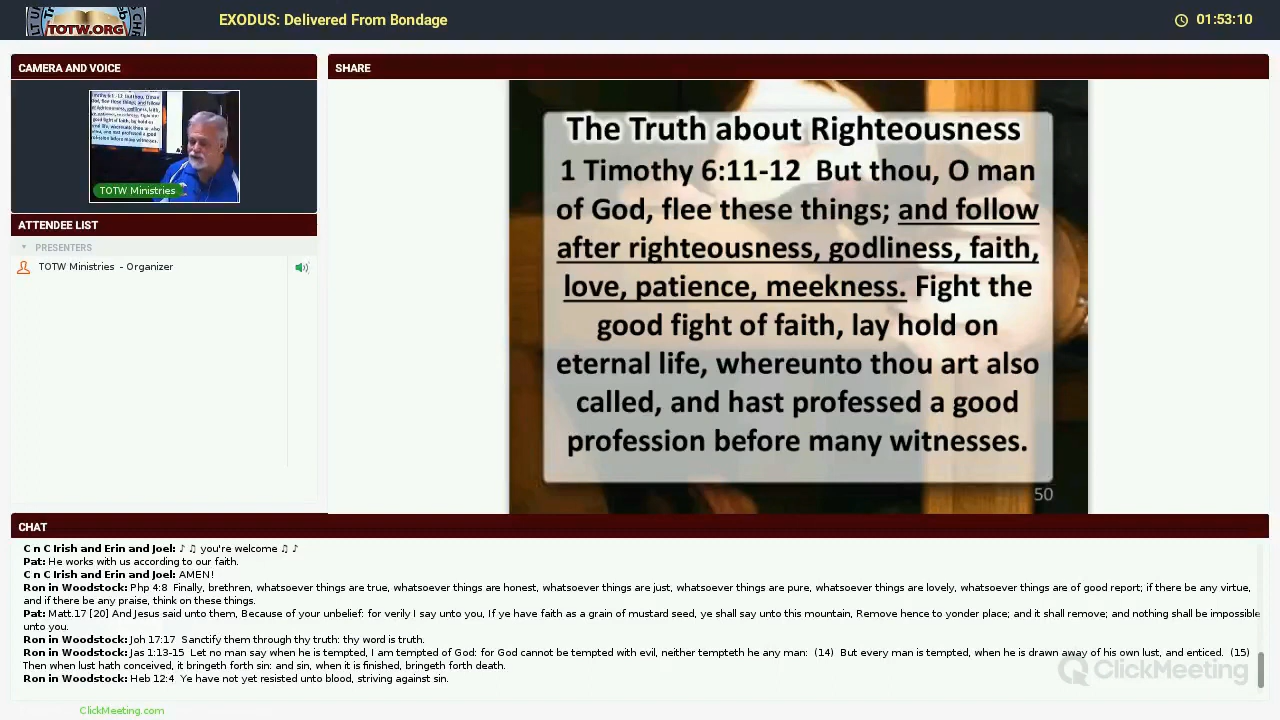 TOTW.ORG
EXODUS: Delivered From Bondage
01:53:10
CAMERA AND VOICE
TOTW Ministries
ATTENDEE LIST
PRESENTERS
TOTW Ministries - Organizer
SHARE
The Truth about Righteousness
1 Timothy 6:11-12 But thou, O man
of God, flee these things; and follow
after righteousness, godliness, faith,
love, patience, meekness. Fight the
good fight of faith, lay hold on
eternal life, whereunto thou art also
called, and hast professed a good
profession before many witnesses.
50
CHAT
C n C Irish and Erin and Joel: ♪ ♫ you're welcome ♫ ♪
Pat: He works with us according to our faith.
C n C Irish and Erin and Joel: AMEN!
Ron in Woodstock: Php 4:8 Finally, brethren, whatsoever things are true, whatsoever things are honest, whatsoever things are just, whatsoever things are pure, whatsoever things are lovely, whatsoever things are of good report; if there be any virtue,
and if there be any praise, think on these things.
Pat: Matt.17 [20] And Jesus said unto them, Because of your unbelief: for verily I say unto you, If ye have faith as a grain of mustard seed, ye shall say unto this mountain, Remove hence to yonder place; and it shall remove; and nothing shall be impossible
unto you.
Ron in Woodstock: Joh 17:17 Sanctify them through thy truth: thy word is truth.
Ron in Woodstock: Jas 1:13-15 Let no man say when he is tempted, I am tempted of God: for God cannot be tempted with evil, neither tempteth he any man: (14) But every man is tempted, when he is drawn away of his own lust, and enticed. (15)
Then when lust hath conceived, it bringeth forth sin: and sin, when it is finished, bringeth forth death.
Ron in Woodstock: Heb 12:4 Ye have not yet resisted unto blood, striving against sin.
ClickMeeting
ClickMeeting.com